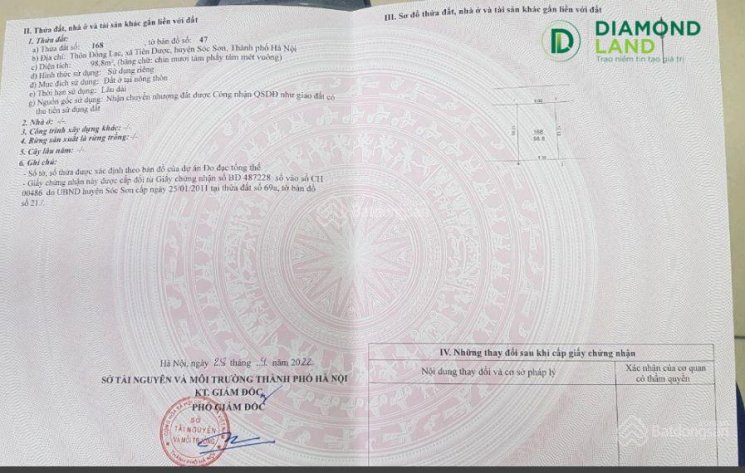 II. Thửa đất, nhà ở và tài sản khác gắn liền với đất
1. Thửa đất:
a) Thửa đất số: 168 , tờ bản đồ số: 47
b) Địa chỉ: Thôn Đông Lạc, xã Tiên Dược, huyện Sóc Sơn, Thành phố Hà Nội
c) Diện tích: 98,8m², (bằng chữ: chín mươi tám phẩy tám mét vuông)
d) Hình thức sử dụng: Sử dụng riêng
đ) Mục đích sử dụng: Đất ở tại nông thôn
e) Thời hạn sử dụng: Lâu dài
g) Nguồn gốc sử dụng: Nhận chuyển nhượng đất được Công nhận QSDĐ như giao đất có
thu tiền sử dụng đất
2. Nhà ở: -/-
3. Công trình xây dựng khác: -/-
4. Rừng sản xuất là rừng trồng: -/-
5. Cây lâu năm: -/-
6. Ghi chú:
- Số tờ, số thửa được xác định theo bản đồ của dự án Đo đạc tổng thể
- Giấy chứng nhận này được cấp đổi từ Giấy chứng nhận số BD 487228, số vào sổ CH
00486 do UBND huyện Sóc Sơn cấp ngày 25/01/2011 tại thửa đất số 69a, tờ bản đồ
số 21./.
Hà Nội, ngày tháng năm 2022
SỞ TÀI NGUYÊN VÀ MÔI TRƯỜNG THÀNH PHỐ HÀ NỘI
KT. GIÁM ĐỐC
PHÓ GIÁM ĐỐC
SỞ
TÀI NGUYÊN
VÀ MÔI TRƯỜNG
III. Sơ đồ thửa đất, nhà ở và tài sản khác gắn liền với đất
DIAMOND
LAND
Trao niềm tin tạo giá trị
168
98.8
IV. Những thay đổi sau khi cấp giấy chứng nhận
Nội dung thay đổi và cơ sở pháp lý
Xác nhận của cơ quan
có thẩm quyền
Batdongsan
Batdongsan